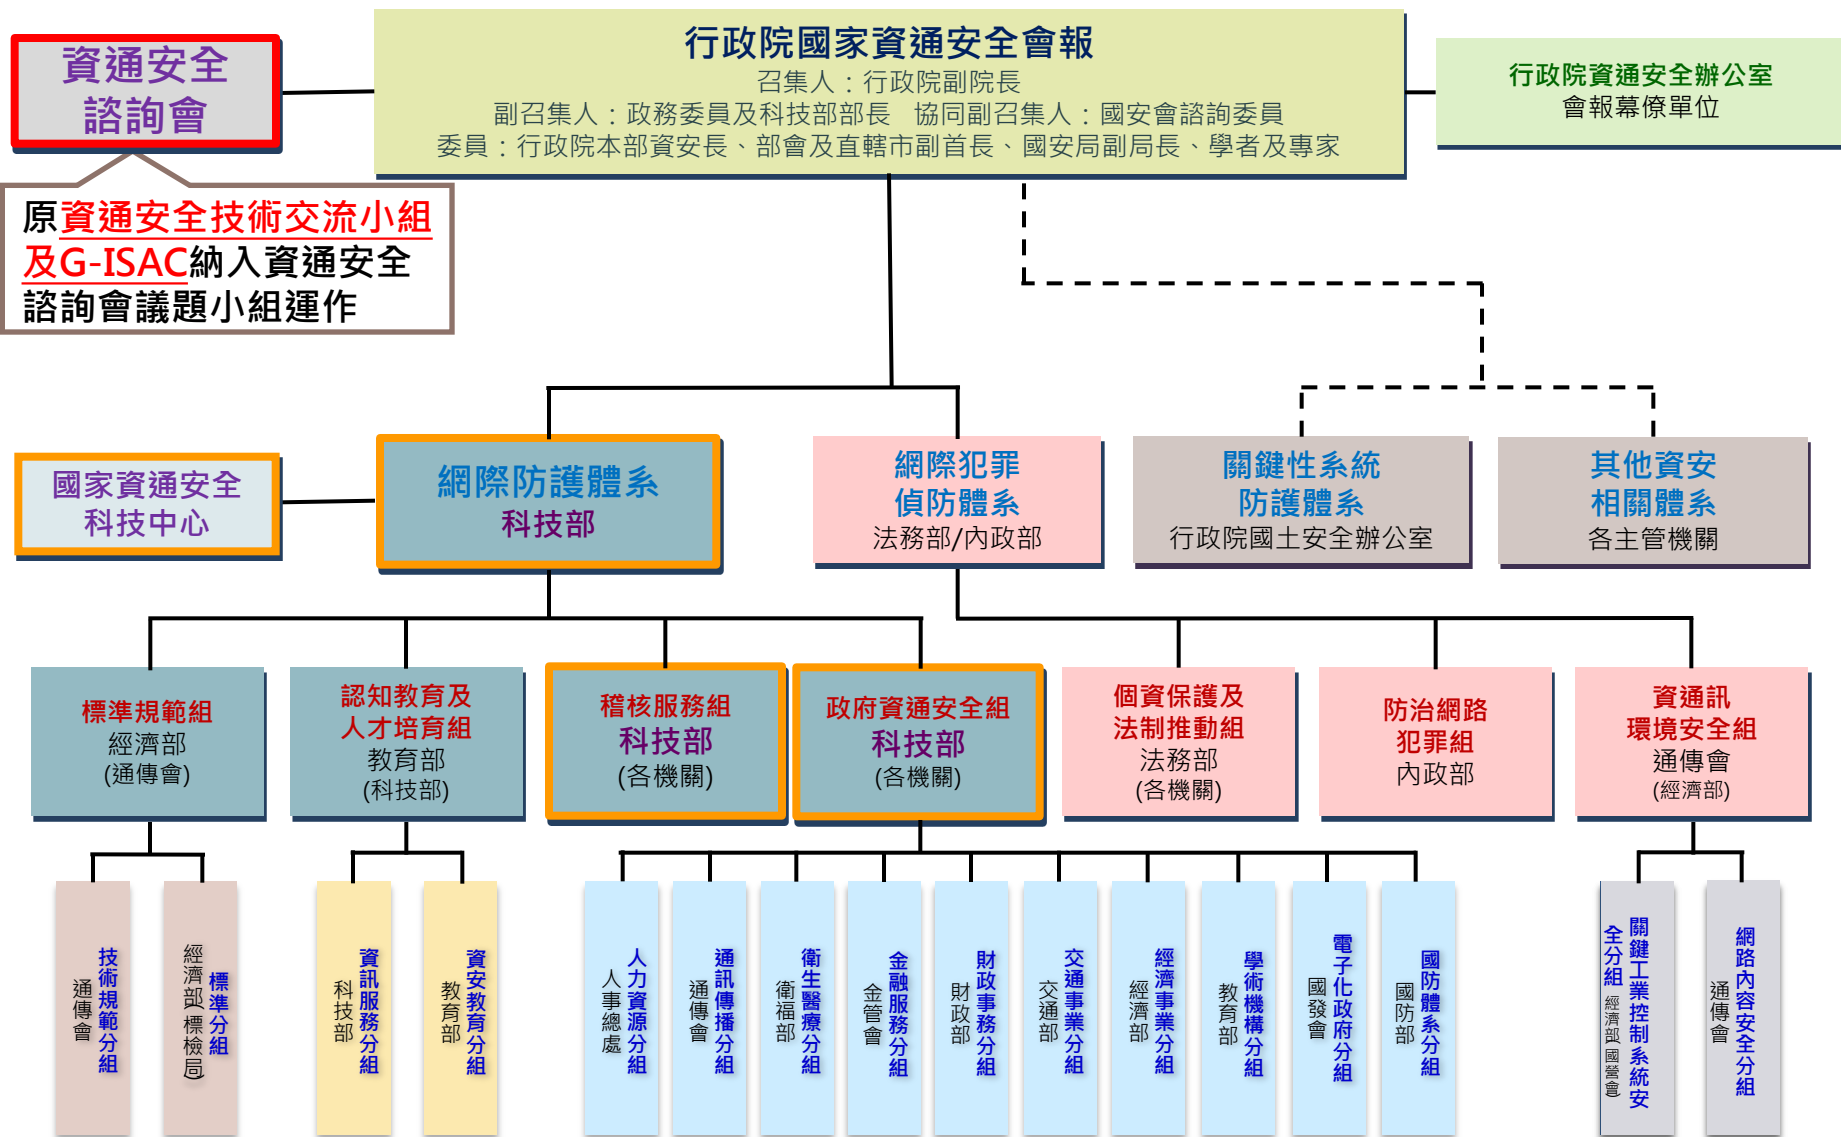 行政院國家資通安全會報
召集人：行政院副院長
副召集人：政務委員及科技部部長　協同副召集人：國安會諮詢委員
委員：行政院本部資安長、部會及直轄市副首長、國安局副局長、學者及專家
資通安全
諮詢會
行政院資通安全辦公室
會報幕僚單位
原資通安全技術交流小組
及G-ISAC納入資通安全
諮詢會議題小組運作
國家資通安全
科技中心
網際防護體系
科技部
網際犯罪
偵防體系
法務部/內政部
關鍵性系統
防護體系
行政院國土安全辦公室
其他資安
相關體系
各主管機關
標準規範組
經濟部
(通傳會)
認知教育及
人才培育組
教育部
(科技部)
稽核服務組
科技部
(各機關)
政府資通安全組
科技部
(各機關)
個資保護及
法制推動組
法務部
(各機關)
防治網路
犯罪組
內政部
資通訊
環境安全組
通傳會
(經濟部)
技術規範分組
通傳會
標準分組
經濟部(標檢局)
資訊服務分組
科技部
資安教育分組
教育部
人力資源分組
人事總處
通訊傳播分組
通傳會
衛生醫療分組
衛福部
金融服務分組
金管會
財政事務分組
財政部
交通事業分組
交通部
經濟事業分組
經濟部
學術機構分組
教育部
電子化政府分組
國發會
國防體系分組
國防部
關鍵工業控制系統安
全分組 經濟部(國營會)
網路內容安全分組
通傳會